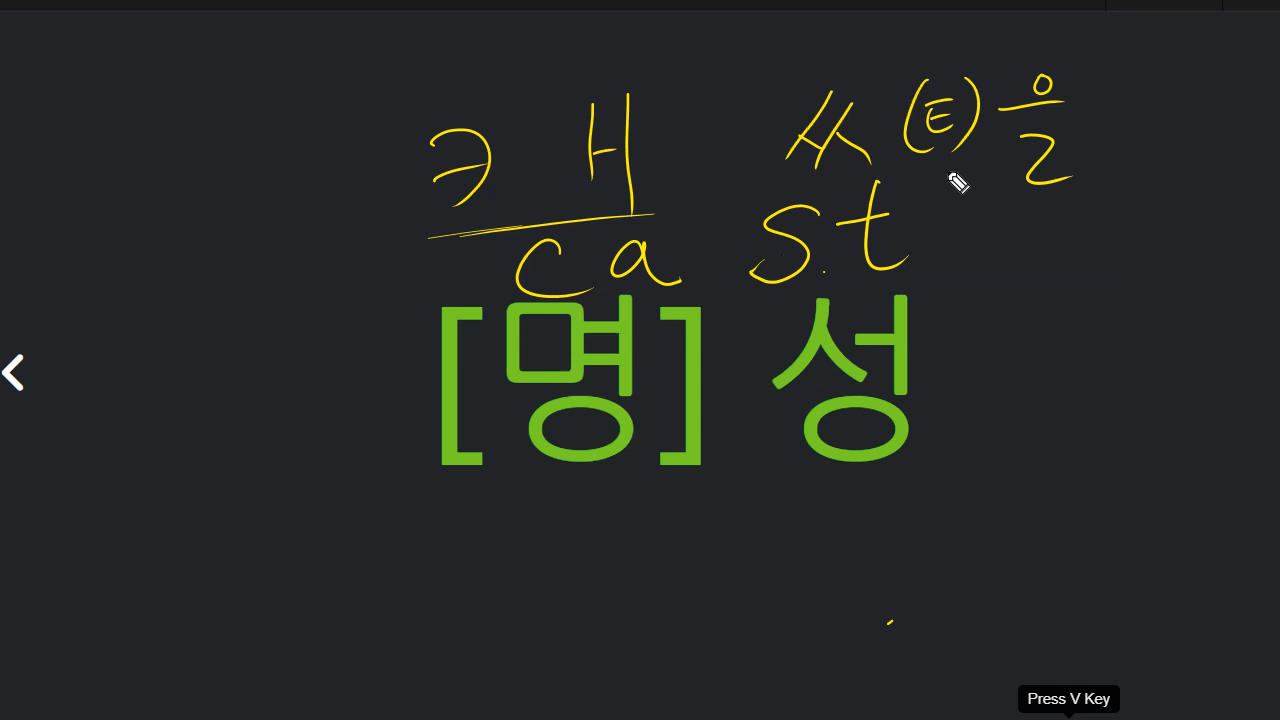 ㅋ ㅐ ㅆ (ㅌ) 을
ca st
[명] 성
Press V Key